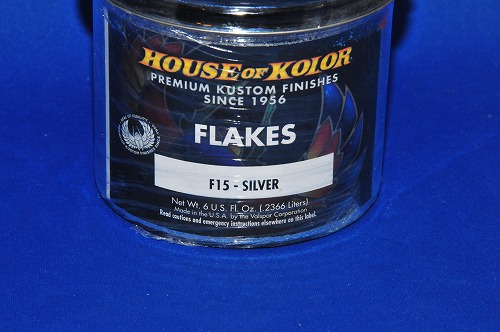 HOUSE OF KOLOR
PREMIUM KUSTOM FINISHES
SINCE 1956
FLAKES
F15 - SILVER
Net Wt. 6 U.S. Fl. Oz. (.2366 Liters)
Made in the U.S.A. by the Valspar Corporation
Read cautions and emergency instructions elsewhere on this label.